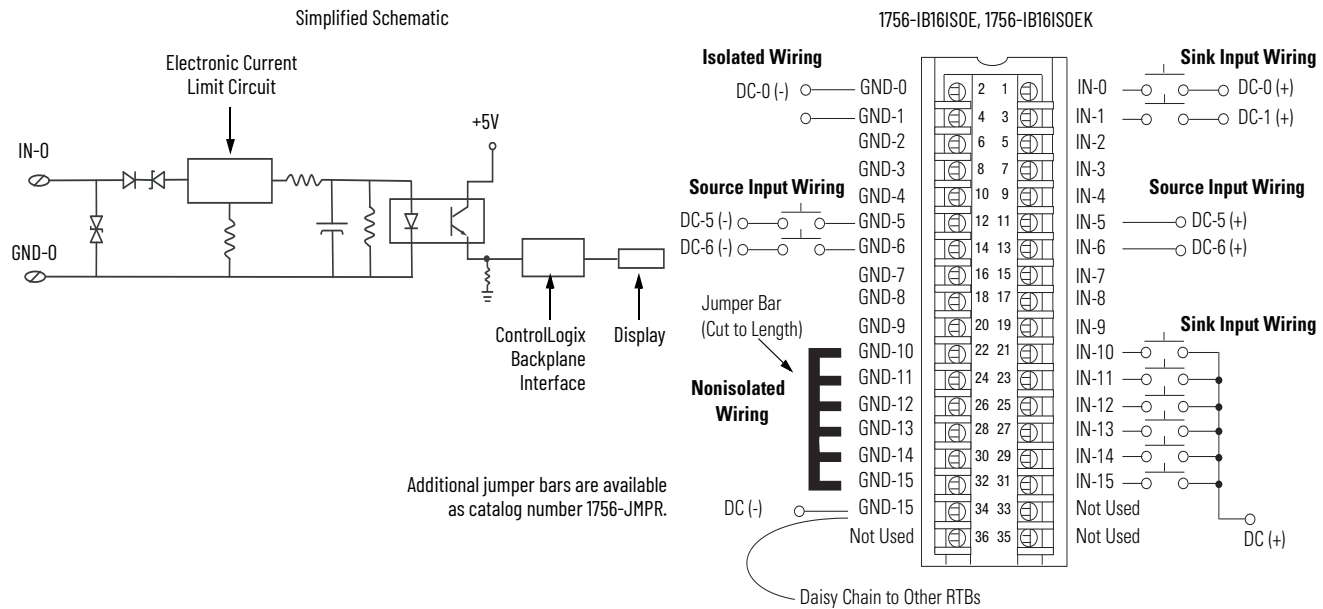 Simplified Schematic
Electronic Current
Limit Circuit
+5V
IN-0
GND-0
ControlLogix
Backplane
Interface
Display
Additional jumper bars are available
as catalog number 1756-JMPR.
1756-IB16ISOE, 1756-IB16ISOEK
Isolated Wiring
Sink Input Wiring
DC-0 (-) GND-0 2 1 IN-0 DC-0 (+)
GND-1 4 3 IN-1 DC-1 (+)
GND-2 6 5 IN-2
GND-3 8 7 IN-3
Source Input Wiring GND-4 10 9 IN-4 Source Input Wiring
DC-5 (-) GND-5 12 11 IN-5 DC-5 (+)
DC-6 (-) GND-6 14 13 IN-6 DC-6 (+)
GND-7 16 15 IN-7
GND-8 18 17 IN-8
Jumper Bar
(Cut to Length)
GND-9 20 19 IN-9 Sink Input Wiring
GND-10 22 21 IN-10
GND-11 24 23 IN-11
Nonisolated
Wiring
GND-12 26 25 IN-12
GND-13 28 27 IN-13
GND-14 30 29 IN-14
GND-15 32 31 IN-15
DC (-) GND-15 34 33 Not Used
Not Used 36 35 Not Used DC (+)
Daisy Chain to Other RTBs